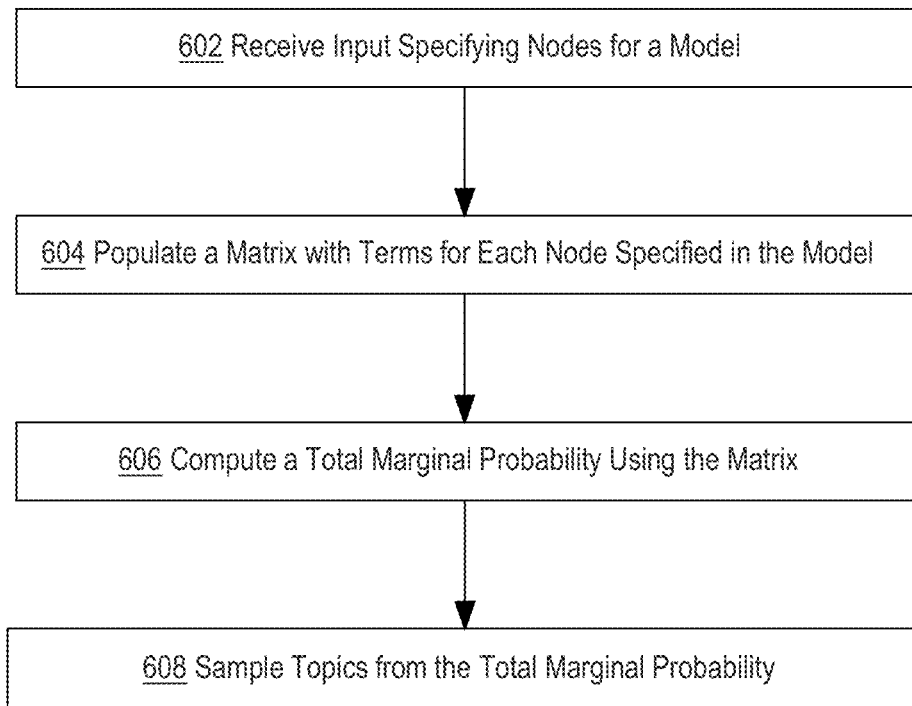 602 Receive Input Specifying Nodes for a Model
604 Populate a Matrix with Terms for Each Node Specified in the Model
606 Compute a Total Marginal Probability Using the Matrix
608 Sample Topics from the Total Marginal Probability